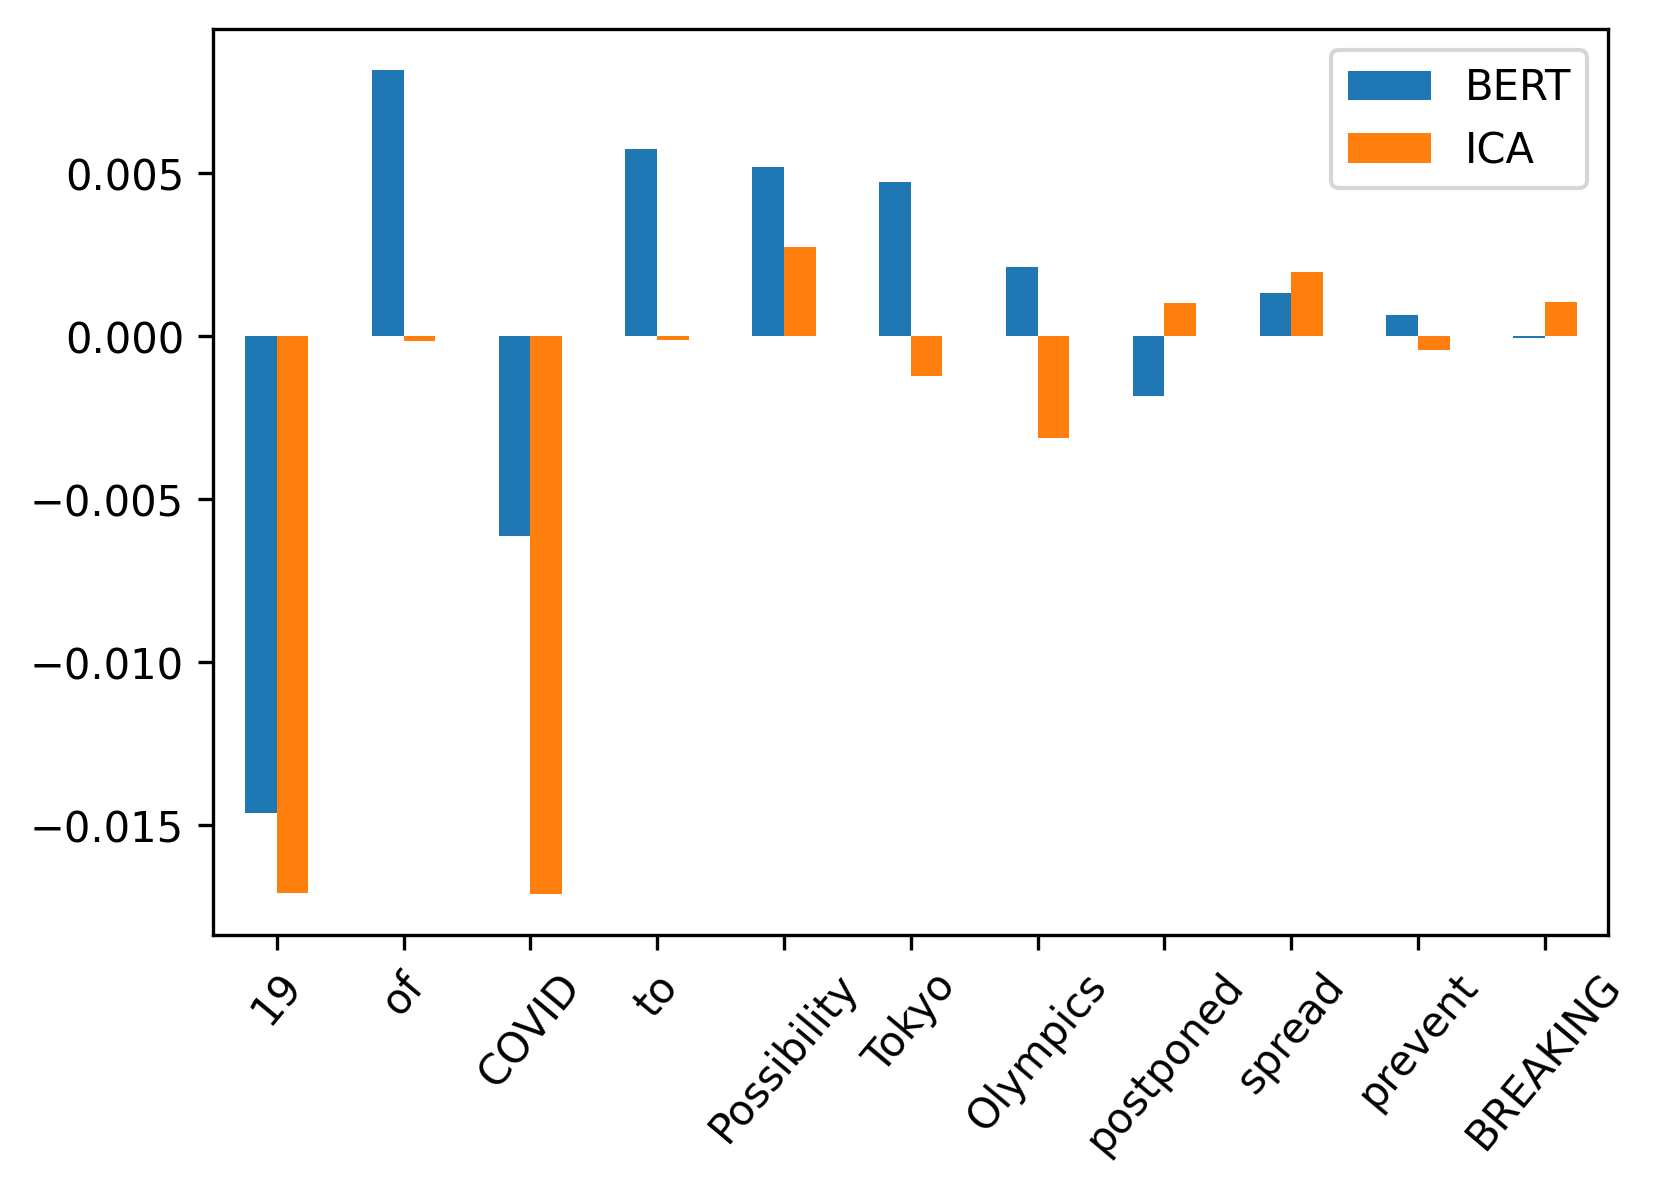 BERT
ICA
0.005
0.000
−0.005
−0.010
−0.015
19
of
COVID
to
Possibility
Tokyo
Olympics
postponed
spread
prevent
BREAKING